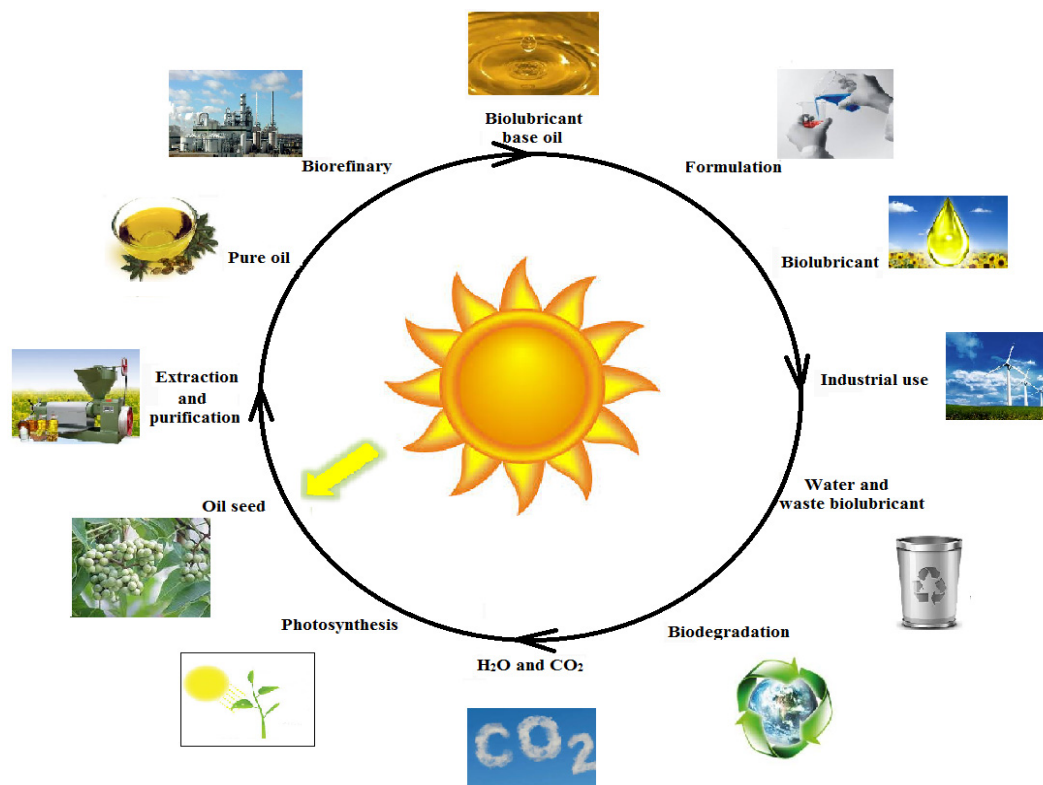 Biolubricant
base oil
Formulation
Biolubricant
Industrial use
Water and
waste biolubricant
Biodegradation
H₂O and CO₂
CO2
Photosynthesis
Oil seed
Extraction
and
purification
Pure oil
Biorefinary